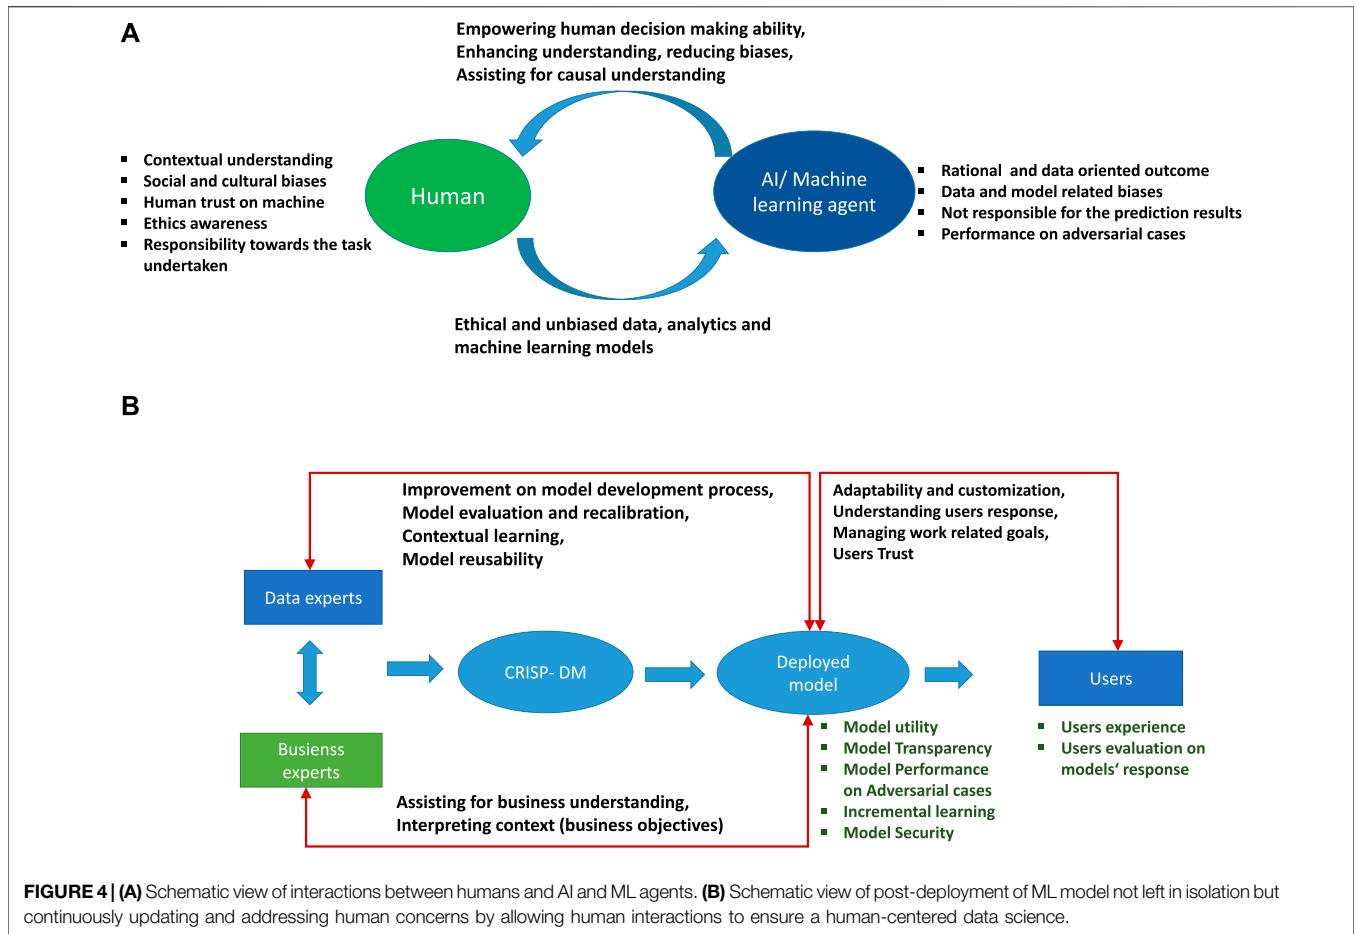 A
Empowering human decision making ability,
Enhancing understanding, reducing biases,
Assisting for causal understanding
▪ Contextual understanding
▪ Social and cultural biases
▪ Human trust on machine
▪ Ethics awareness
▪ Responsibility towards the task
undertaken
Human
AI/ Machine
learning agent
▪ Rational and data oriented outcome
▪ Data and model related biases
▪ Not responsible for the prediction results
▪ Performance on adversarial cases
Ethical and unbiased data, analytics and
machine learning models
B
Improvement on model development process,
Model evaluation and recalibration,
Contextual learning,
Model reusability
Adaptability and customization,
Understanding users response,
Managing work related goals,
Users Trust
Data experts
CRISP- DM
Deployed
model
Users
Busienss
experts
▪ Model utility
▪ Model Transparency
▪ Model Performance
on Adversarial cases
▪ Incremental learning
▪ Model Security
▪ Users experience
▪ Users evaluation on
models‘ response
Assisting for business understanding,
Interpreting context (business objectives)
FIGURE 4 | (A) Schematic view of interactions between humans and AI and ML agents. (B) Schematic view of post-deployment of ML model not left in isolation but
continuously updating and addressing human concerns by allowing human interactions to ensure a human-centered data science.